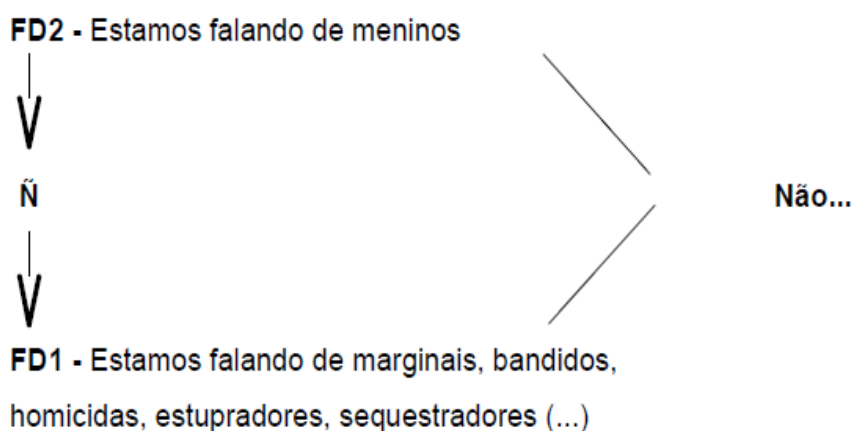 FD2 - Estamos falando de meninos
Ñ
Não...
FD1 - Estamos falando de marginais, bandidos,
homicidas, estupradores, sequestradores (...)